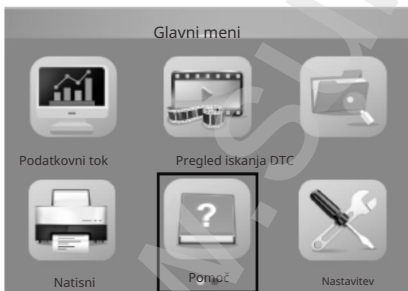 Glavni meni
Podatkovni tok
Pregled iskanja DTC
?
Natisni
Pomoč
Nastavitev